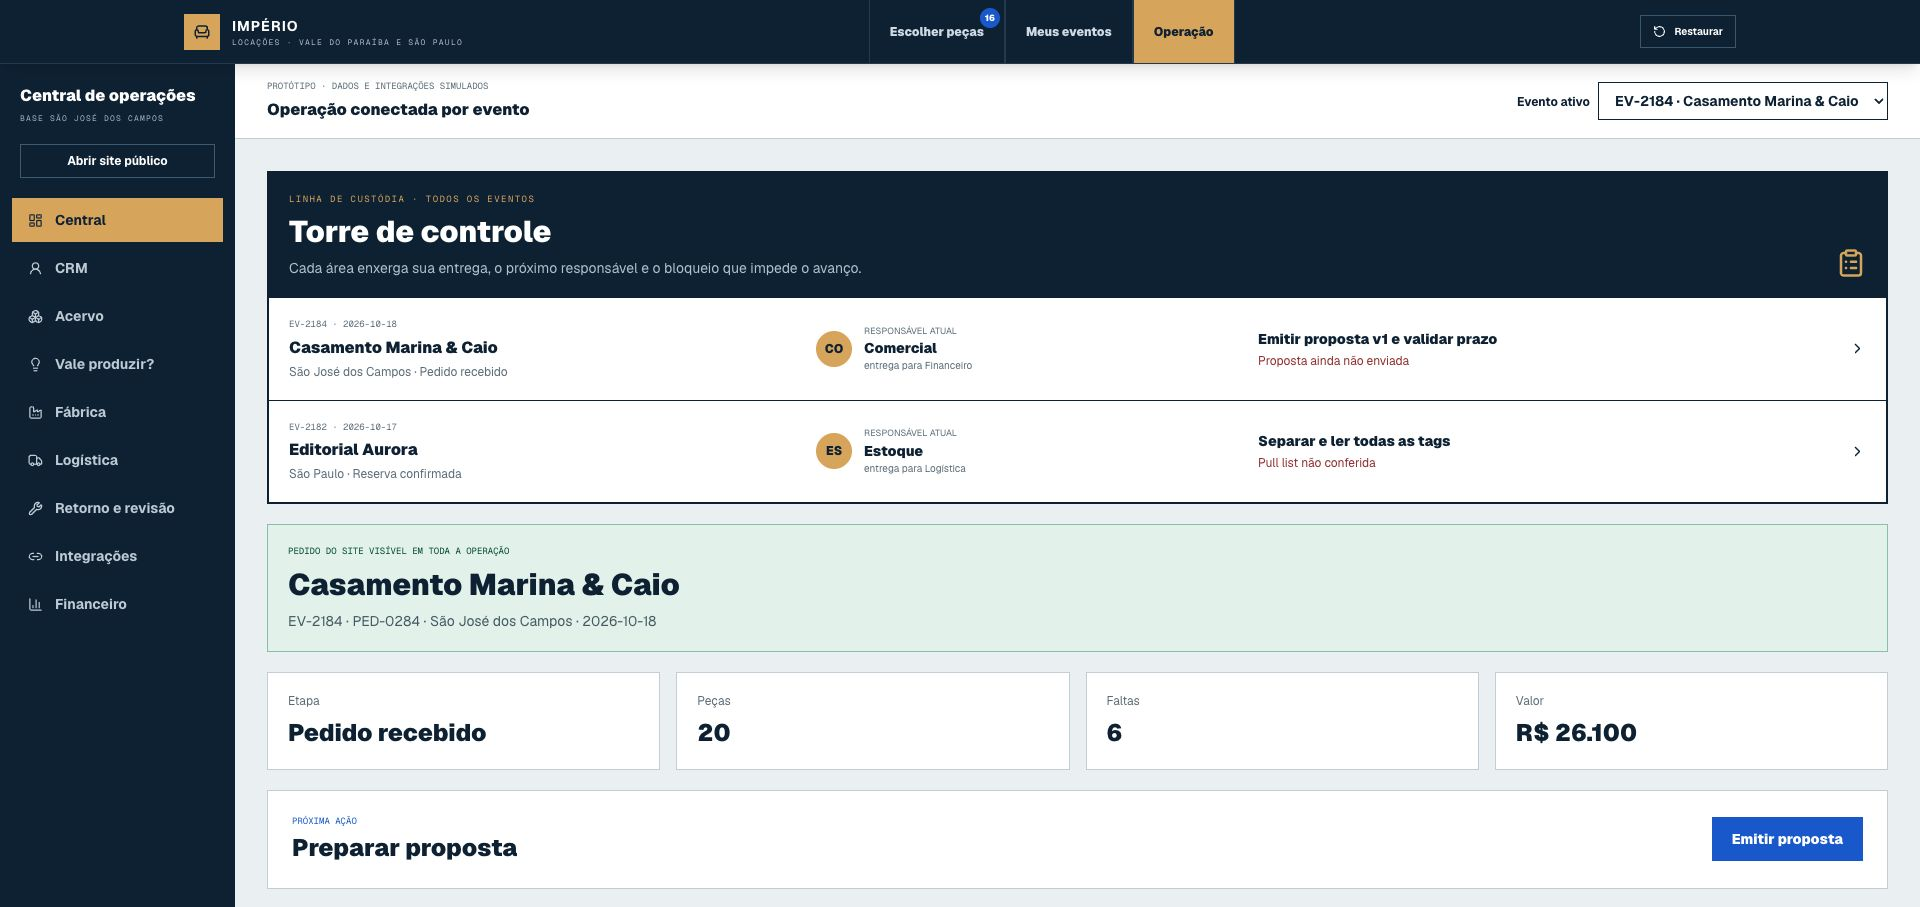 IMPÉRIO
LOCAÇÕES · VALE DO PARAÍBA E SÃO PAULO
Escolher peças
16
Meus eventos
Operação
Restaurar
Central de operações
BASE SÃO JOSÉ DOS CAMPOS
Abrir site público
Central
CRM
Acervo
Vale produzir?
Fábrica
Logística
Retorno e revisão
Integrações
Financeiro
PROTÓTIPO · DADOS E INTEGRAÇÕES SIMULADOS
Operação conectada por evento
Evento ativo
EV-2184 · Casamento Marina & Caio
LINHA DE CUSTÓDIA · TODOS OS EVENTOS
Torre de controle
Cada área enxerga sua entrega, o próximo responsável e o bloqueio que impede o avanço.
EV-2184 · 2026-10-18
Casamento Marina & Caio
São José dos Campos · Pedido recebido
CO
RESPONSÁVEL ATUAL
Comercial
entrega para Financeiro
Emitir proposta v1 e validar prazo
Proposta ainda não enviada
EV-2182 · 2026-10-17
Editorial Aurora
São Paulo · Reserva confirmada
ES
RESPONSÁVEL ATUAL
Estoque
entrega para Logística
Separar e ler todas as tags
Pull list não conferida
PEDIDO DO SITE VISÍVEL EM TODA A OPERAÇÃO
Casamento Marina & Caio
EV-2184 · PED-0284 · São José dos Campos · 2026-10-18
Etapa
Pedido recebido
Peças
20
Faltas
6
Valor
R$ 26.100
PRÓXIMA AÇÃO
Preparar proposta
Emitir proposta